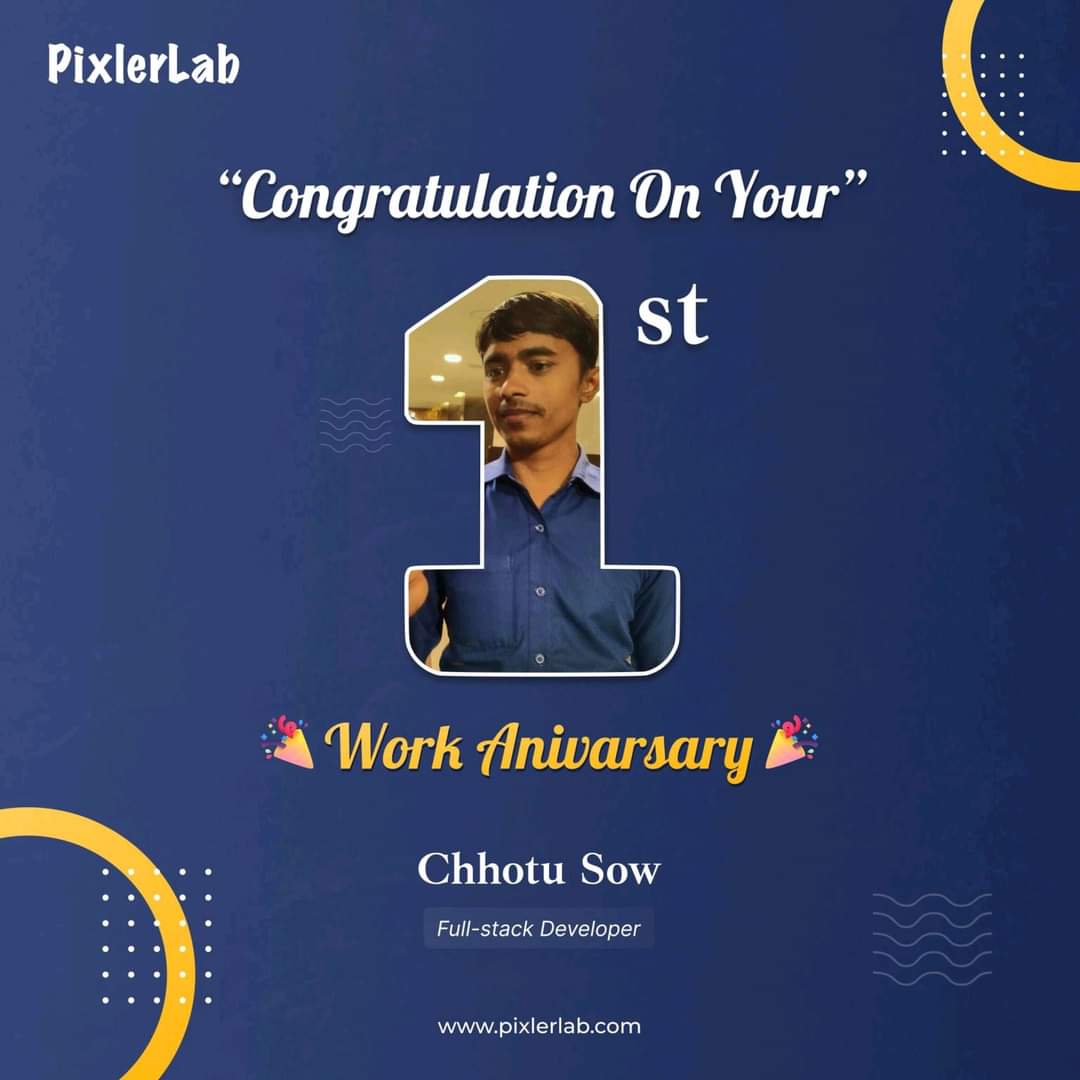 PixlerLab
“Congratulation On Your”
1st
Work Anivarsary
Chhotu Sow
Full-stack Developer
www.pixlerlab.com